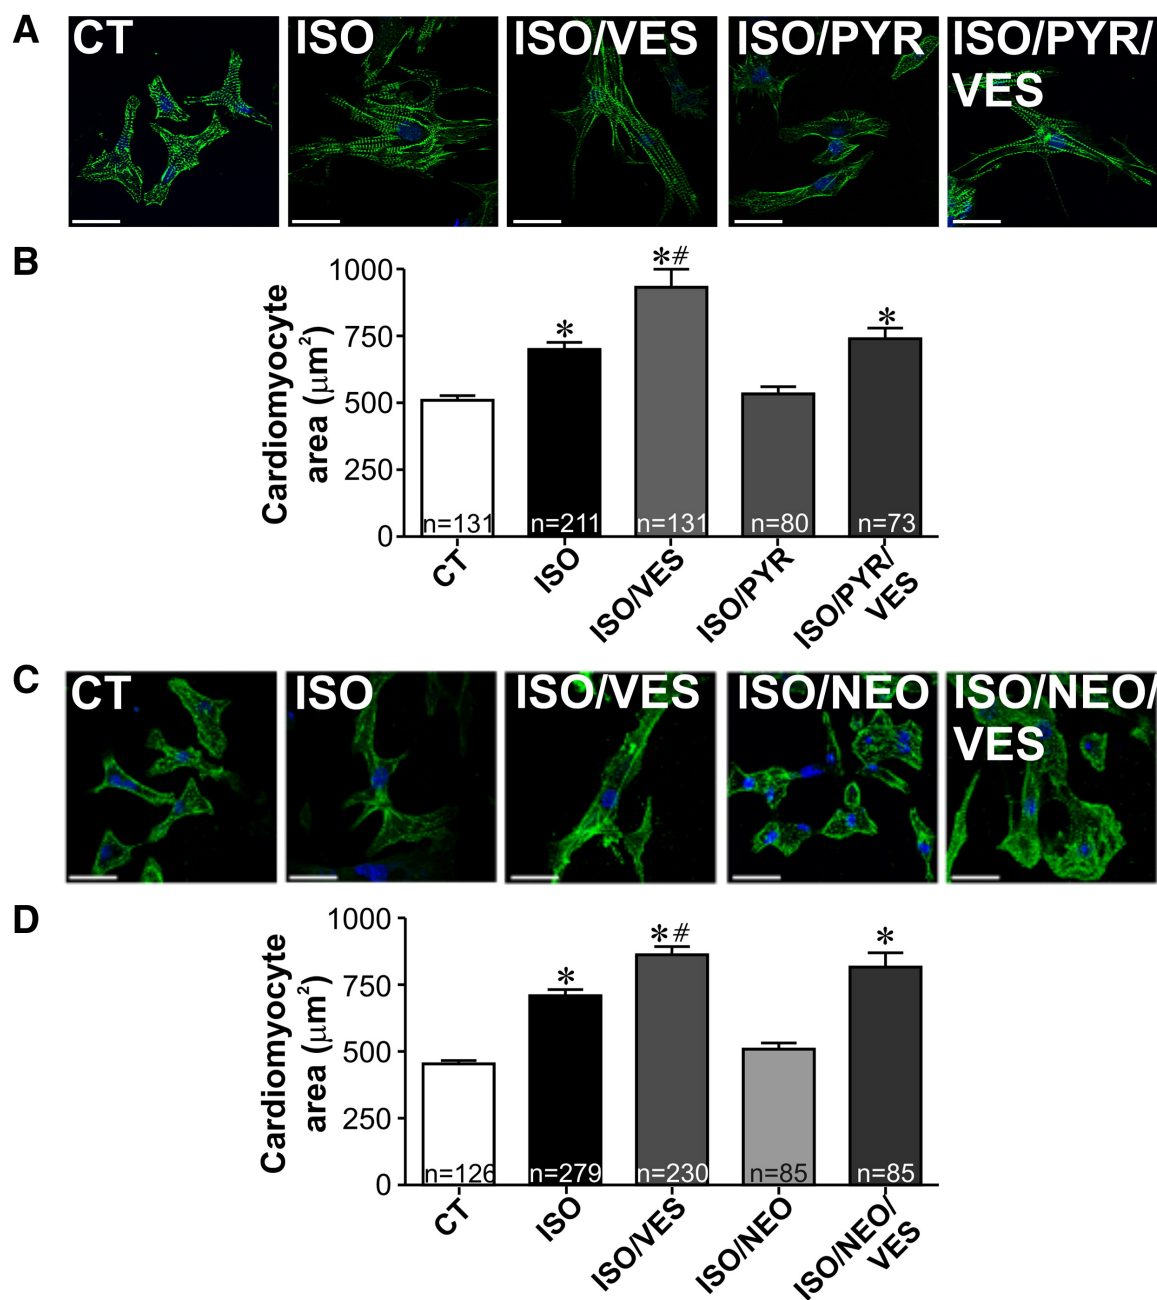 A
CT
ISO
ISO/VES
ISO/PYR
ISO/PYR/
VES
B
Cardiomyocyte
area (μm²)
1000
750
500
250
0
*
*#
*
n=131
n=211
n=131
n=80
n=73
CT
ISO
ISO/VES
ISO/PYR
ISO/PYR/
VES
C
CT
ISO
ISO/VES
ISO/NEO
ISO/NEO/
VES
D
Cardiomyocyte
area (μm²)
1000
750
500
250
0
*
*#
*
n=126
n=279
n=230
n=85
n=85
CT
ISO
ISO/VES
ISO/NEO
ISO/NEO/
VES